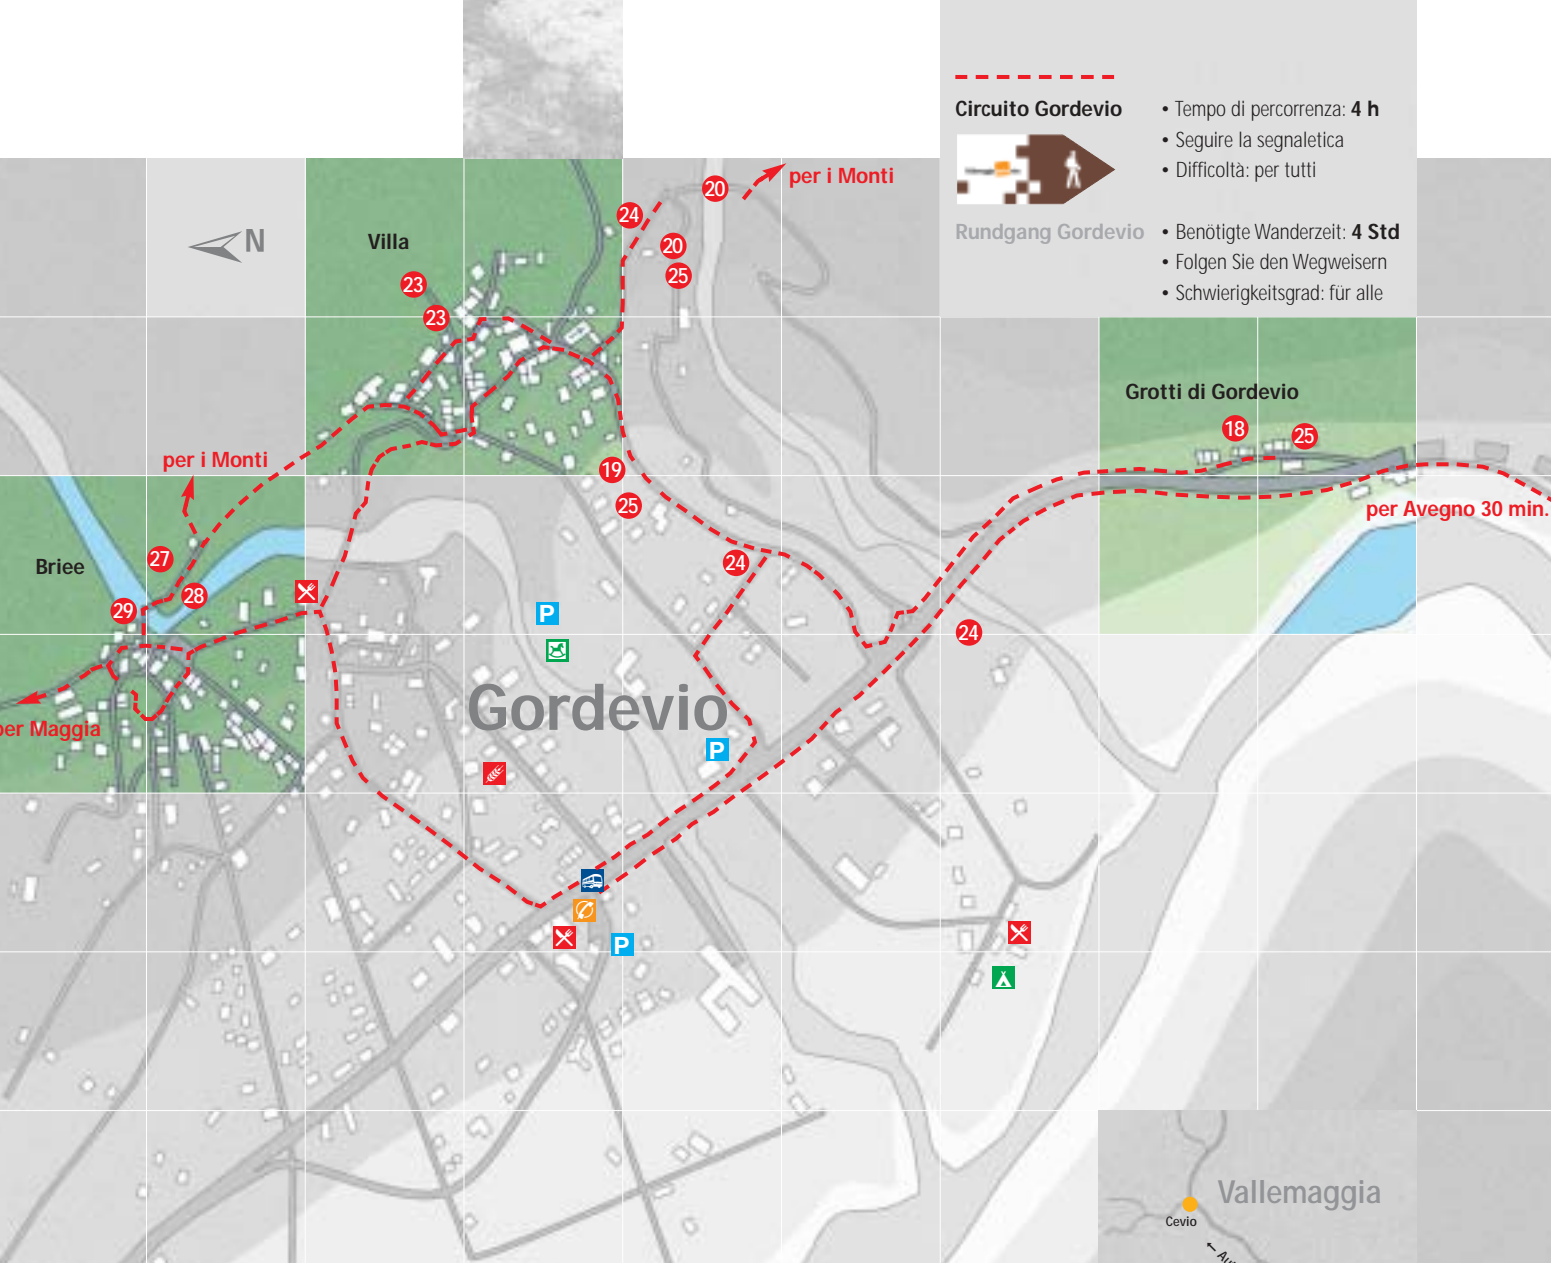 Circuito Gordevio
• Tempo di percorrenza: 4 h
• Seguire la segnaletica
• Difficoltà: per tutti
Rundgang Gordevio
• Benötigte Wanderzeit: 4 Std
• Folgen Sie den Wegweisern
• Schwierigkeitsgrad: für alle
20
per i Monti
24
N
Villa
20
25
23
23
Grotti di Gordevio
18
25
per i Monti
19
25
per Avegno 30 min.
27
Briee
24
28
29
P
24
Gordevio
per Maggia
P
P
Vallemaggia
Cevio